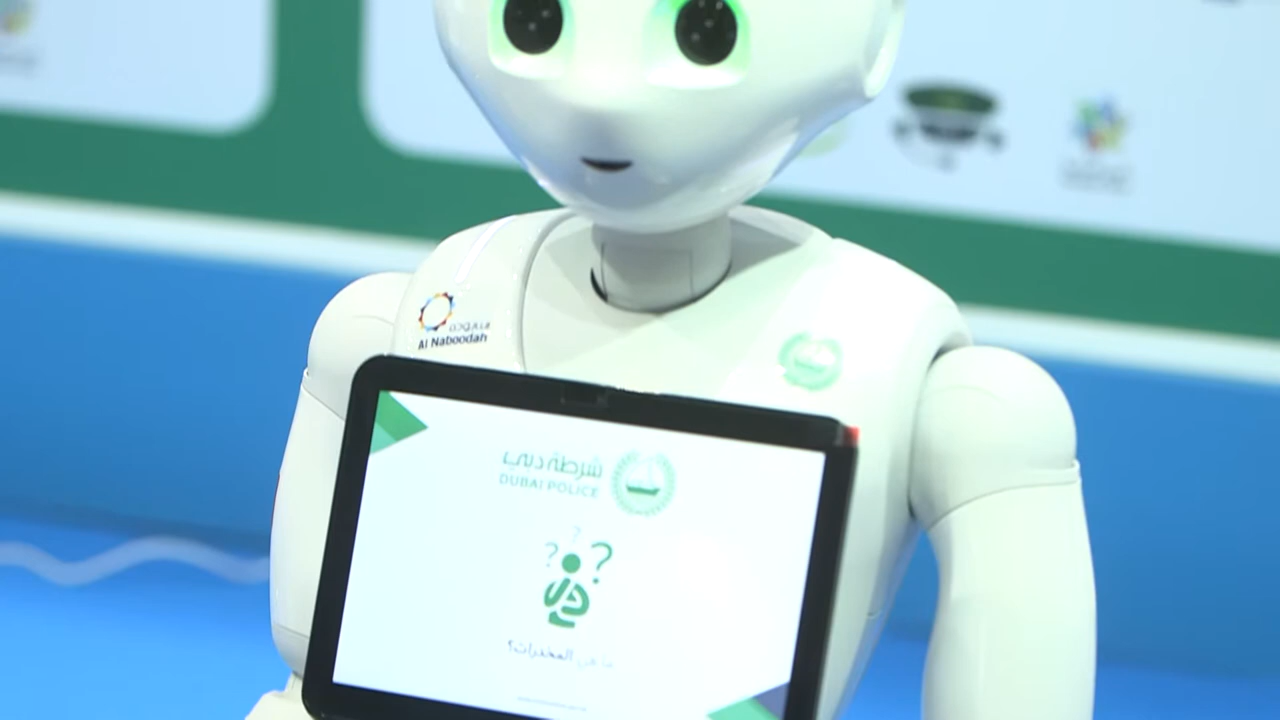 Al Naboodah
شرطة دبي
DUBAI POLICE
ما هي المخدرات؟